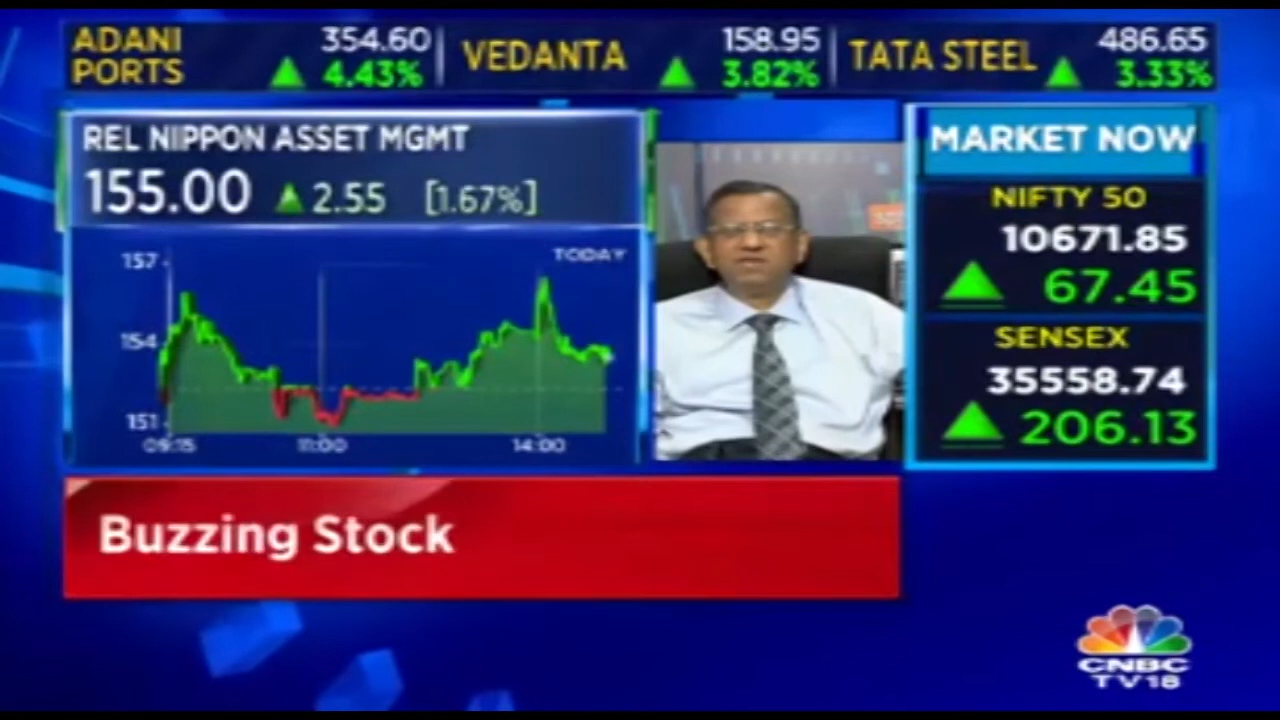 ADANI PORTS 354.60 ▲ 4.43%
VEDANTA 158.95 ▲ 3.82%
TATA STEEL 486.65 ▲ 3.33%
REL NIPPON ASSET MGMT
155.00 ▲ 2.55 [1.67%]
TODAY
157
154
151
09:15 11:00 14:00
MARKET NOW
NIFTY 50
10671.85
▲ 67.45
SENSEX
35558.74
▲ 206.13
Buzzing Stock
CNBC
TV18